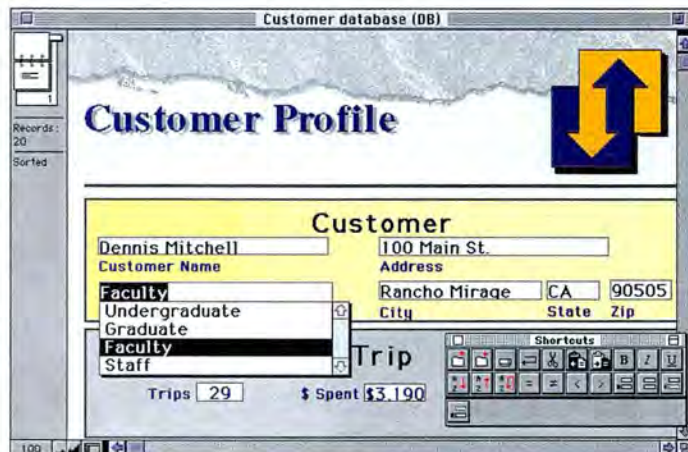 Customer database (DB)
1
Records:
20
Sorted
Customer Profile
Customer
Dennis Mitchell
Customer Name
100 Main St.
Address
Faculty
Rancho Mirage CA 90505
City State Zip
Undergraduate
Graduate
Faculty
Staff
Trip
Trips 29 $ Spent $3,190
Shortcuts
B I U
= ≠ < >
100